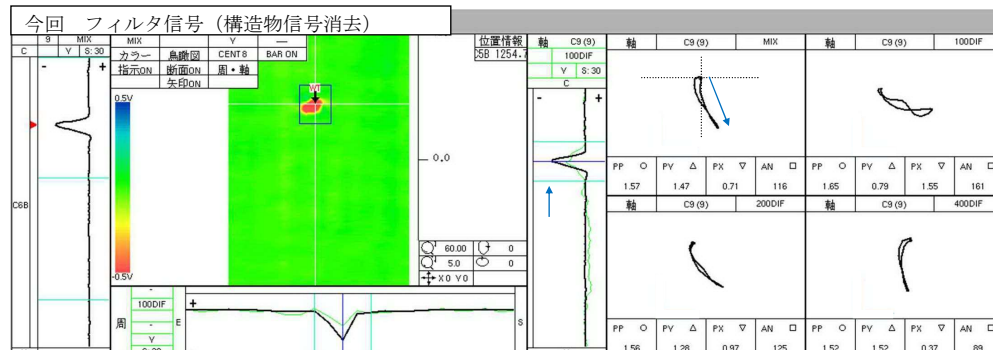 今回 フィルタ信号（構造物信号消去）
9 MIX
C Y S: 30
- +
C6B
MIX Y ―
カラー 鳥瞰図 CENT8 BAR ON
指示ON 断面ON 周・軸
矢印ON
0.5V
-0.5V
WT
位置情報
0.0
60.00 0
5.0 0
X0 Y0
100DIF
周 - E + S
Y
軸 C9 (9)
100DIF
Y S: 30
C
- +
軸 C9 (9) MIX
PP ○ PY △ PX ▽ AN □
1.57 1.47 0.71 116
軸 C9 (9) 100DIF
PP ○ PY △ PX ▽ AN □
1.65 0.79 1.55 161
軸 C9 (9) 200DIF
PP ○ PY △ PX ▽ AN □
1.56 1.28 0.97 125
軸 C9 (9) 400DIF
PP ○ PY △ PX ▽ AN □
1.52 1.52 0.37 89